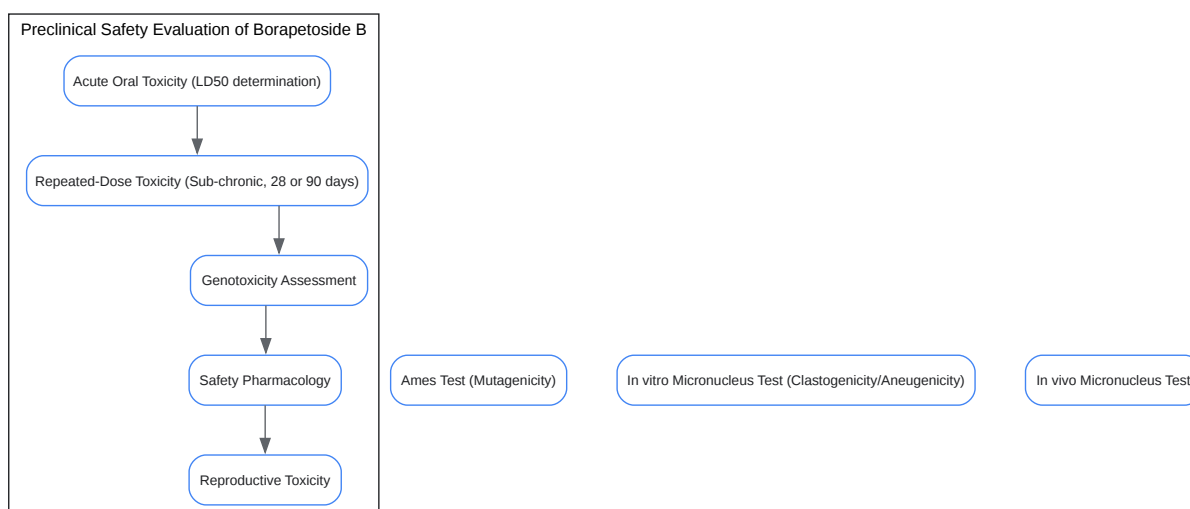 Preclinical Safety Evaluation of Borapetoside B
Acute Oral Toxicity (LD50 determination)
Repeated-Dose Toxicity (Sub-chronic, 28 or 90 days)
Genotoxicity Assessment
Safety Pharmacology
Ames Test (Mutagenicity)
In vitro Micronucleus Test (Clastogenicity/Aneugenicity)
In vivo Micronucleus Test
Reproductive Toxicity